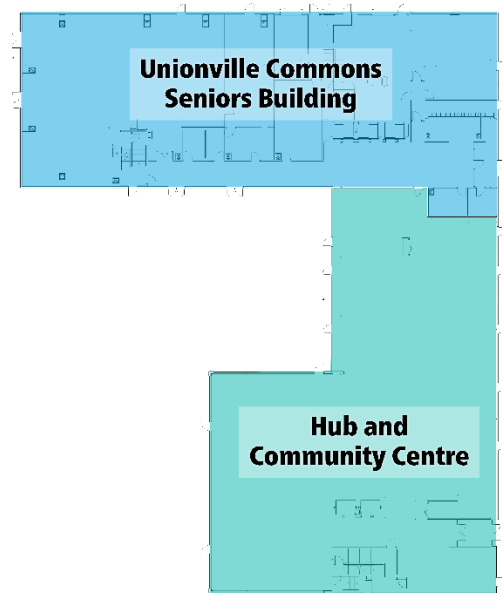 Unionville Commons
Seniors Building
Hub and
Community Centre